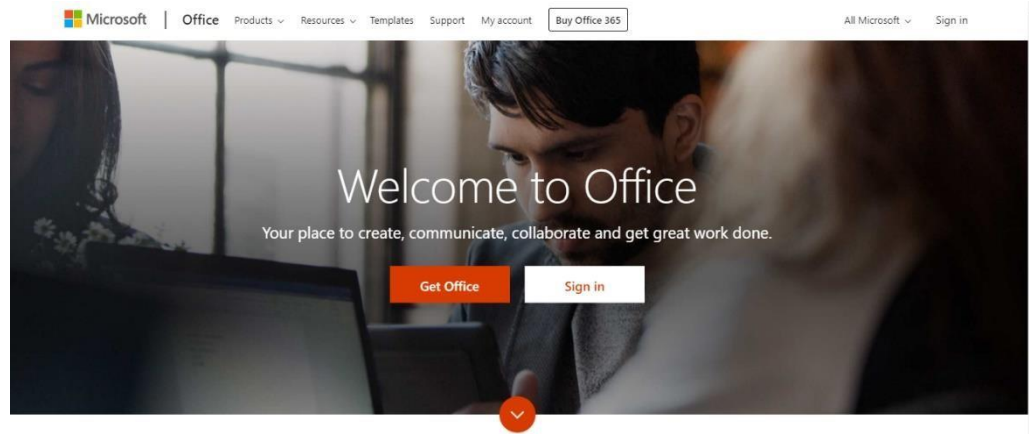 Microsoft | Office Products Resources Templates Support My account Buy Office 365 All Microsoft Sign in
Welcome to Office
Your place to create, communicate, collaborate and get great work done.
Get Office Sign in